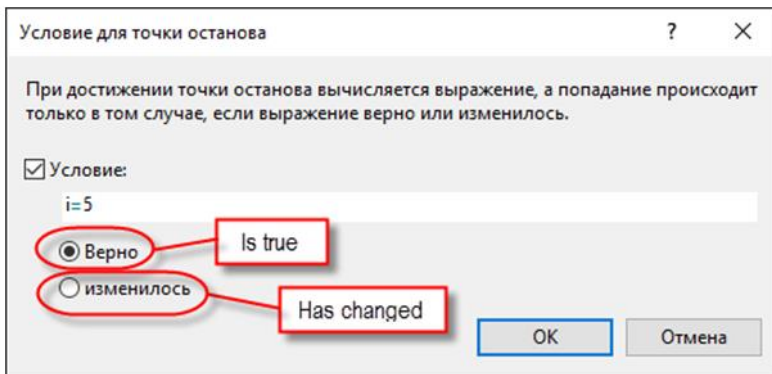 Условие для точки останова
?
При достижении точки останова вычисляется выражение, а попадание происходит
только в том случае, если выражение верно или изменилось.
Условие:
i=5
Верно
Is true
изменилось
Has changed
ОК
Отмена